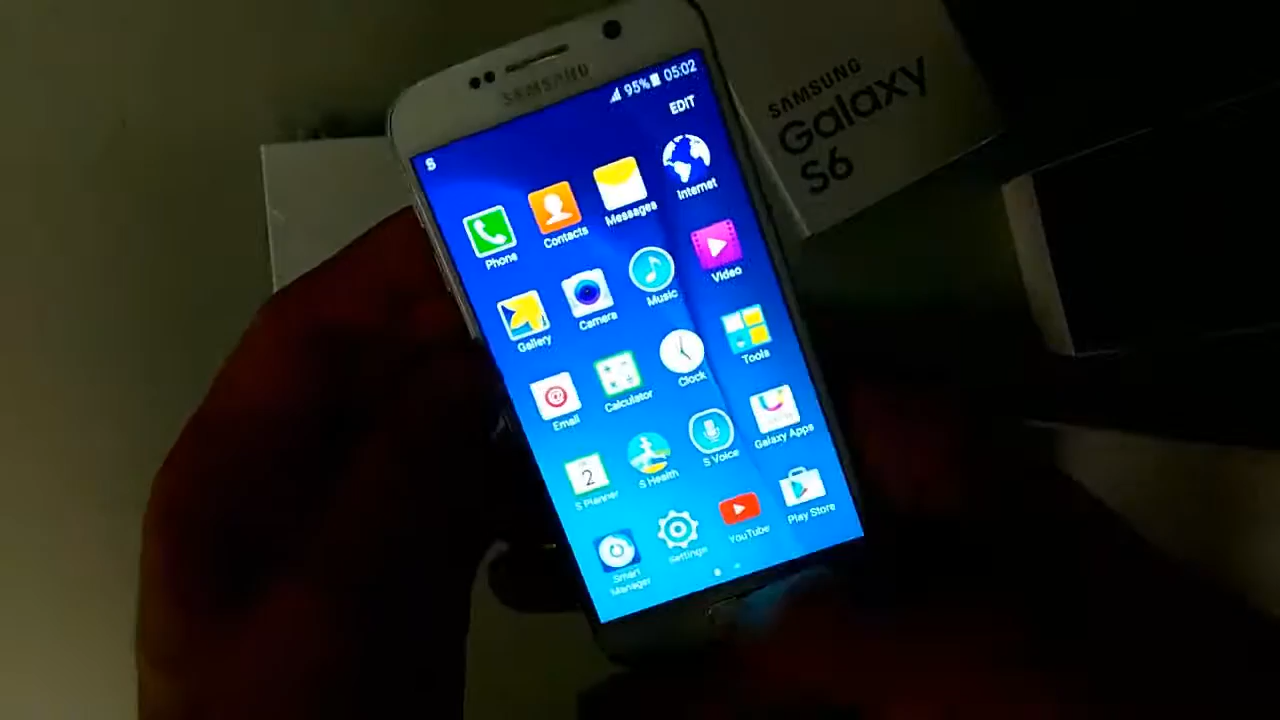 SAMSUNG
95% 05:02
S
EDIT
Phone
Contacts
Messages
Internet
Gallery
Camera
Music
Video
Email
Calculator
Clock
Tools
2
S Planner
S Health
S Voice
Galaxy Apps
Smart
Manager
Settings
YouTube
Play Store
SAMSUNG
Galaxy
S6